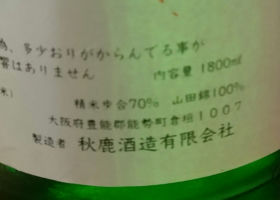 為、多少おりがからんでる事が
響はありません　内容量 1800ml
米）
精米歩合70%　山田錦100%
大阪府豊能郡能勢町倉垣1007
製造者 秋鹿酒造有限会社